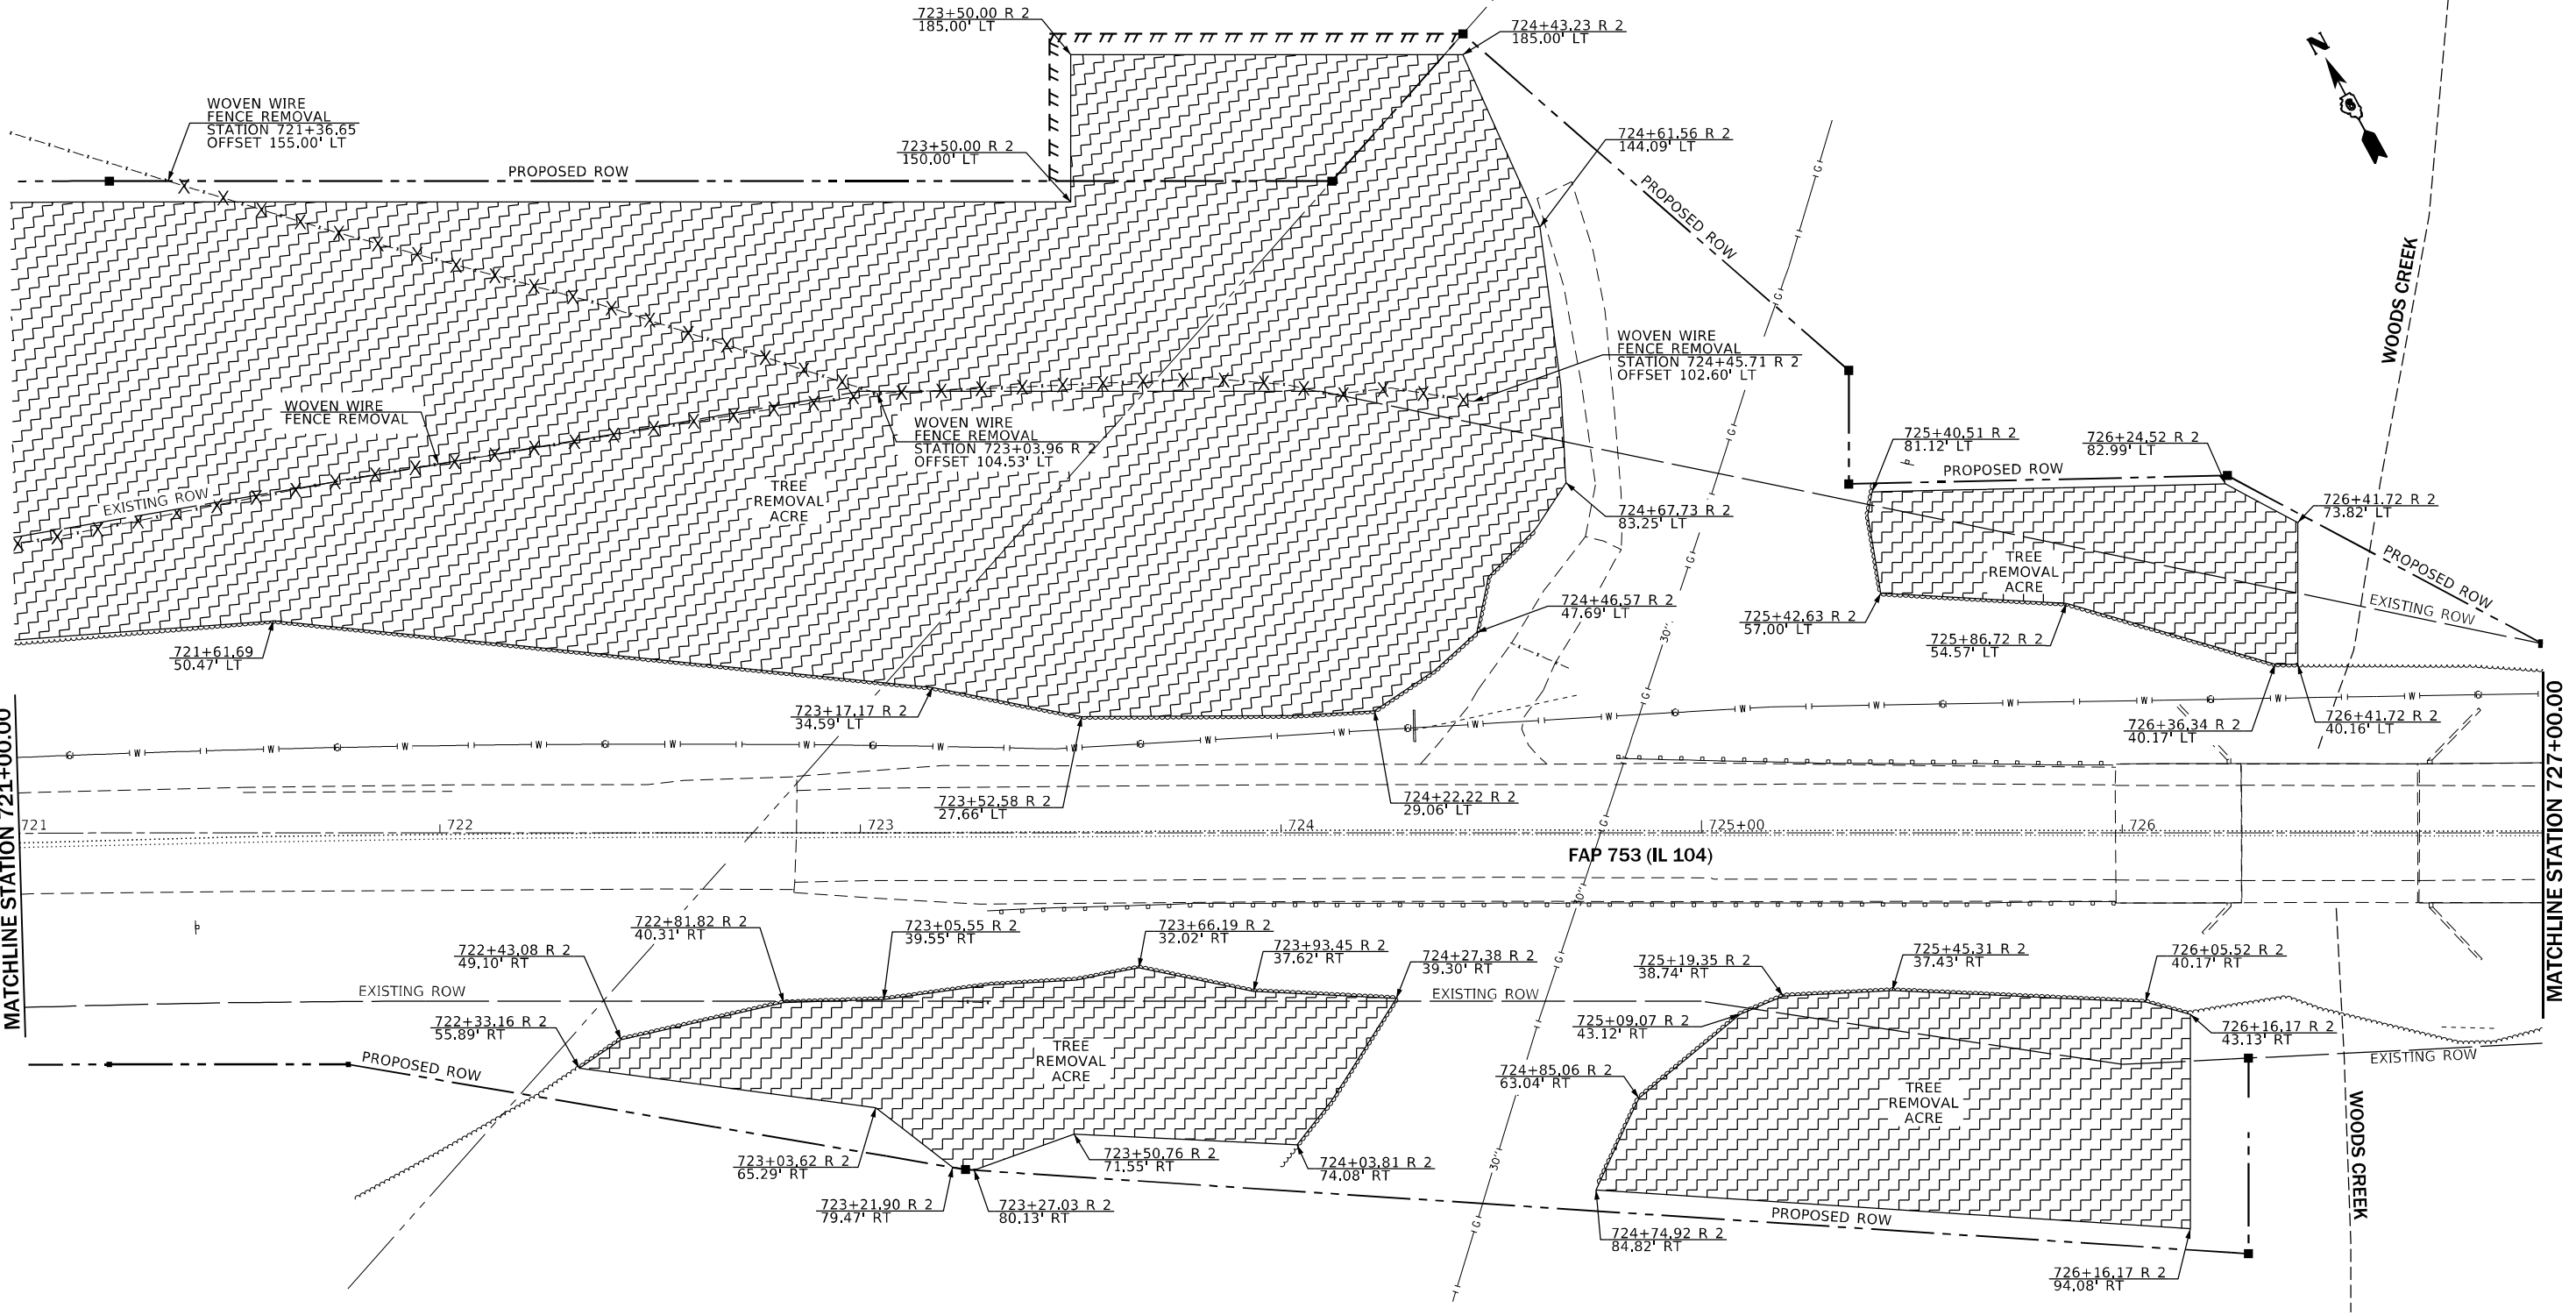 723+50.00 R 2
185.00' LT
724+43.23 R 2
185.00' LT
N
WOVEN WIRE
FENCE REMOVAL
STATION 721+36.65
OFFSET 155.00' LT
PROPOSED ROW
723+50.00 R 2
150.00' LT
724+61.56 R 2
144.09' LT
PROPOSED ROW
WOODS CREEK
WOVEN WIRE
FENCE REMOVAL
STATION 724+45.71 R 2
OFFSET 102.60' LT
WOVEN WIRE
FENCE REMOVAL
WOVEN WIRE
FENCE REMOVAL
STATION 723+03.96 R 2
OFFSET 104.53' LT
EXISTING ROW
TREE
REMOVAL
ACRE
725+40.51 R 2
81.12' LT
726+24.52 R 2
82.99' LT
PROPOSED ROW
726+41.72 R 2
73.82' LT
724+67.73 R 2
83.25' LT
TREE
REMOVAL
ACRE
PROPOSED ROW
EXISTING ROW
724+46.57 R 2
47.69' LT
725+42.63 R 2
57.00' LT
725+86.72 R 2
54.57' LT
721+61.69
50.47' LT
723+17.17 R 2
34.59' LT
726+36.34 R 2
40.17' LT
726+41.72 R 2
40.16' LT
30"
G
W
723+52.58 R 2
27.66' LT
724+22.22 R 2
29.06' LT
MATCHLINE STATION 721+00.00
721
722
723
724
725+00
726
MATCHLINE STATION 727+00.00
FAP 753 (IL 104)
30"
722+81.82 R 2
40.31' RT
723+05.55 R 2
39.55' RT
723+66.19 R 2
32.02' RT
723+93.45 R 2
37.62' RT
724+27.38 R 2
39.30' RT
725+19.35 R 2
38.74' RT
725+45.31 R 2
37.43' RT
726+05.52 R 2
40.17' RT
722+43.08 R 2
49.10' RT
EXISTING ROW
EXISTING ROW
722+33.16 R 2
55.89' RT
725+09.07 R 2
43.12' RT
726+16.17 R 2
43.13' RT
EXISTING ROW
PROPOSED ROW
TREE
REMOVAL
ACRE
724+85.06 R 2
63.04' RT
TREE
REMOVAL
ACRE
WOODS CREEK
723+03.62 R 2
65.29' RT
723+50.76 R 2
71.55' RT
724+03.81 R 2
74.08' RT
30"
723+21.90 R 2
79.47' RT
723+27.03 R 2
80.13' RT
PROPOSED ROW
724+74.92 R 2
84.82' RT
726+16.17 R 2
94.08' RT